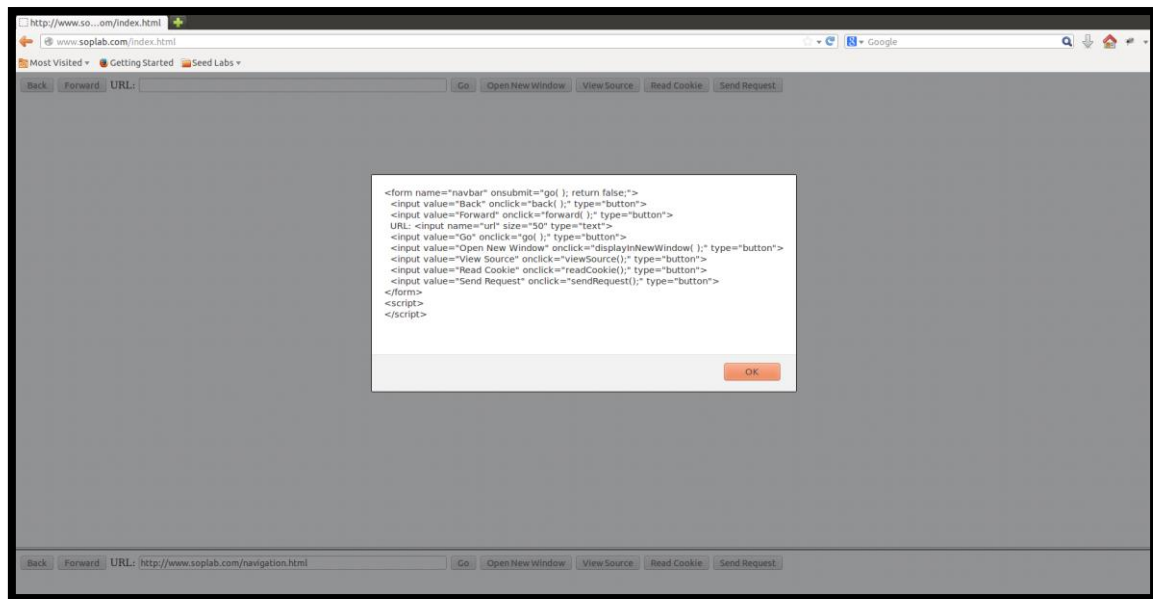 http://www.so...om/index.html
www.soplab.com/index.html
Google
Most Visited Getting Started Seed Labs
Back Forward URL: Go Open New Window View Source Read Cookie Send Request
<form name="navbar" onsubmit="go( ); return false;">
<input value="Back" onclick="back( );" type="button">
<input value="Forward" onclick="forward( );" type="button">
URL: <input name="url" size="50" type="text">
<input value="Go" onclick="go( );" type="button">
<input value="Open New Window" onclick="displayInNewWindow( );" type="button">
<input value="View Source" onclick="viewSource();" type="button">
<input value="Read Cookie" onclick="readCookie();" type="button">
<input value="Send Request" onclick="sendRequest();" type="button">
</form>
<script>
</script>
OK
Back Forward URL: http://www.soplab.com/navigation.html Go Open New Window View Source Read Cookie Send Request